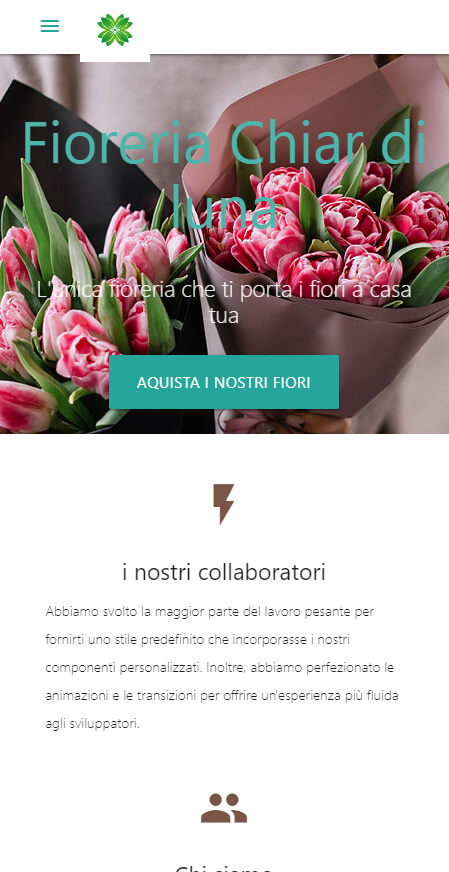 Fioreria Chiar di
luna
L'unica fioreria che ti porta i fiori a casa
tua
AQUISTA I NOSTRI FIORI
i nostri collaboratori
Abbiamo svolto la maggior parte del lavoro pesante per
fornirti uno stile predefinito che incorporasse i nostri
componenti personalizzati. Inoltre, abbiamo perfezionato le
animazioni e le transizioni per offrire un'esperienza più fluida
agli sviluppatori.
Chi siamo